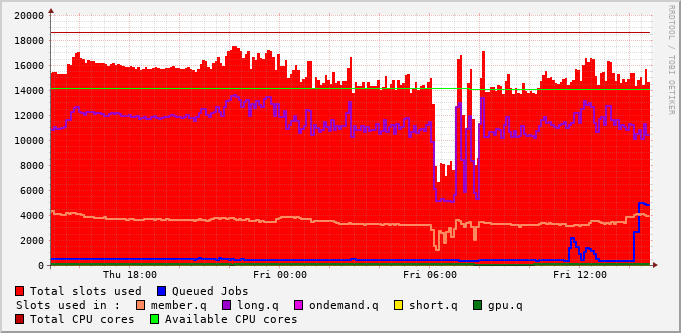 20000
18000
16000
14000
12000
10000
8000
6000
4000
2000
0
Thu 18:00 Fri 00:00 Fri 06:00 Fri 12:00
RRDTOOL / TOBI OETIKER
Total slots used Queued Jobs
Slots used in : member.q long.q ondemand.q short.q gpu.q
Total CPU cores Available CPU cores